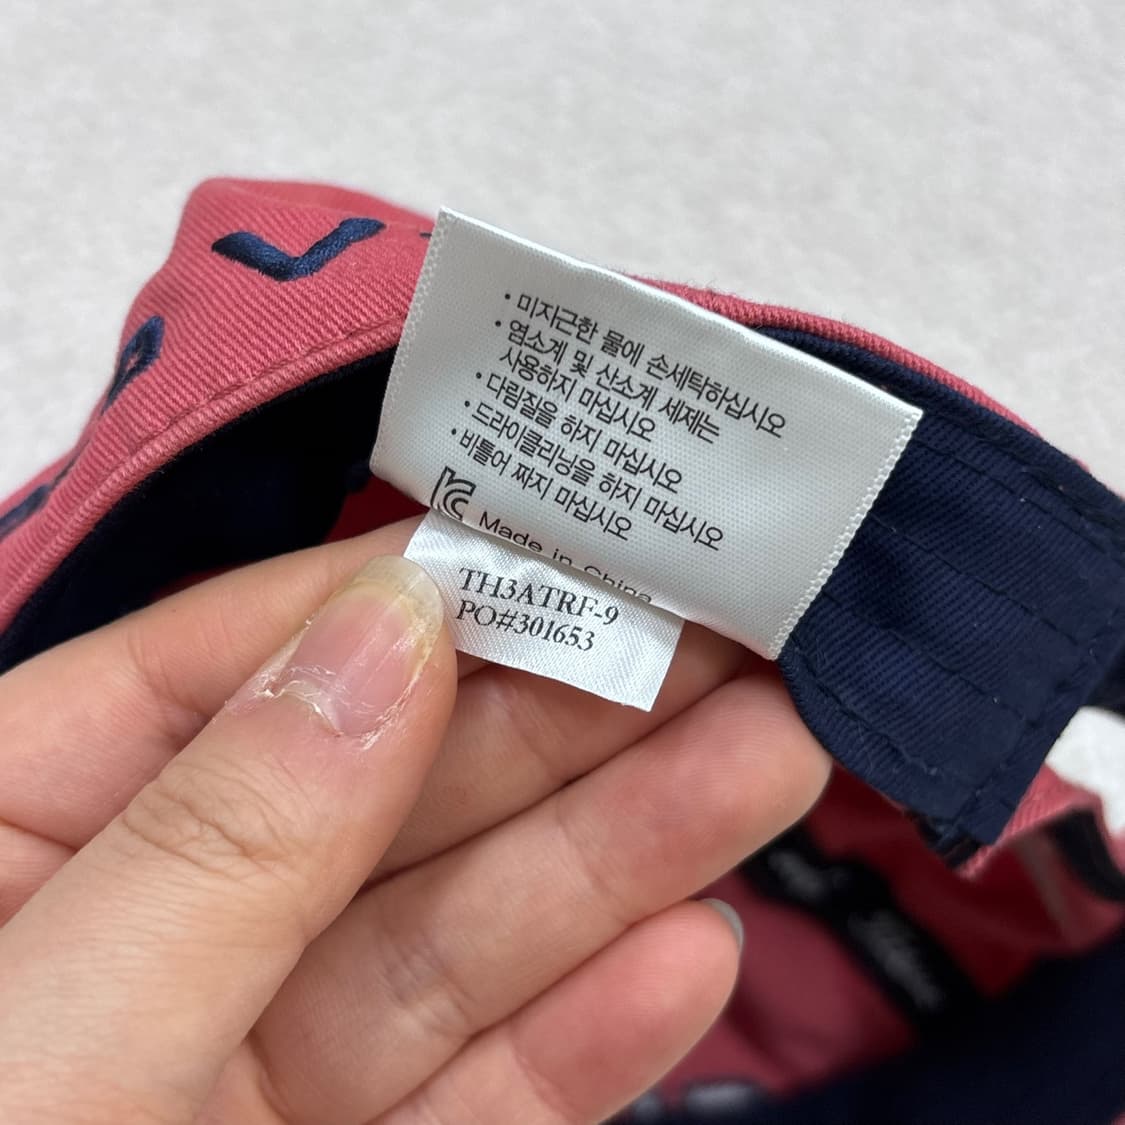 · 미지근한 물에 손세탁하십시오
· 염소계 및 산소계 세제는
사용하지 마십시오
· 다림질을 하지 마십시오
· 드라이클리닝을 하지 마십시오
· 비틀어 짜지 마십시오
Made in China
TH3ATRF-9
PO#301653